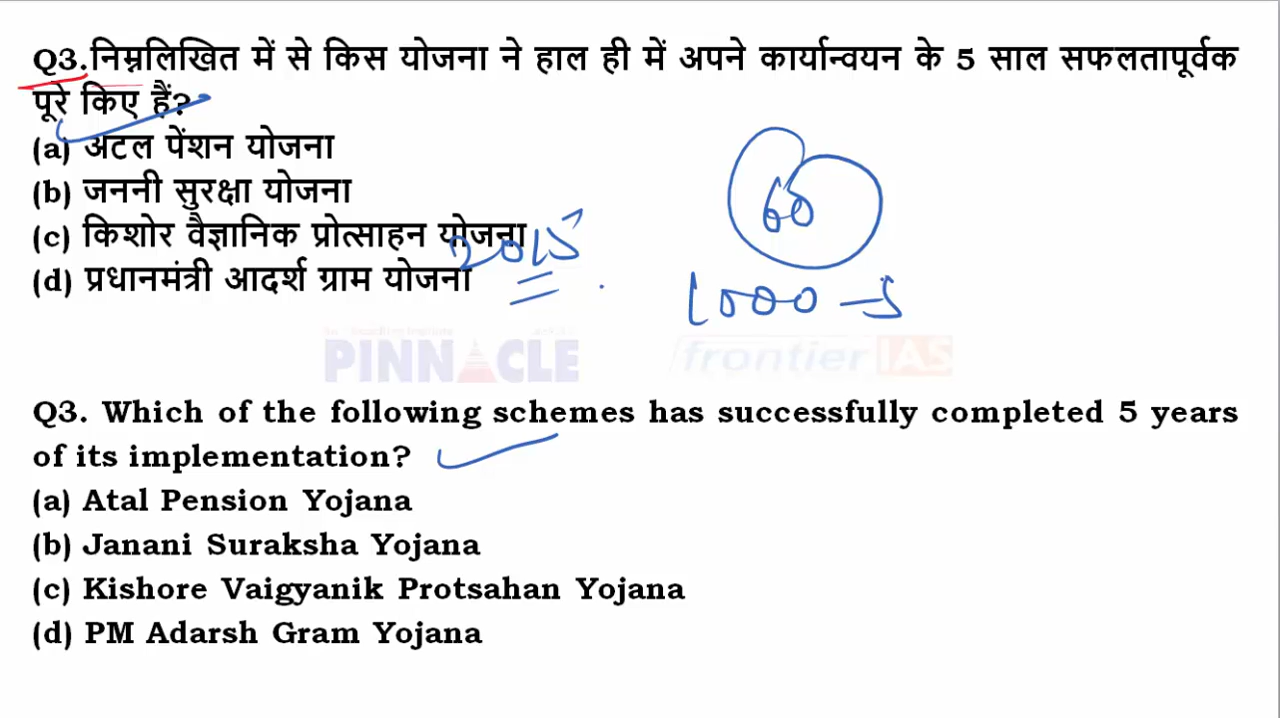 Q3.निम्नलिखित में से किस योजना ने हाल ही में अपने कार्यान्वयन के 5 साल सफलतापूर्वक
पूरे किए हैं?
(a) अटल पेंशन योजना
(b) जननी सुरक्षा योजना
60
(c) किशोर वैज्ञानिक प्रोत्साहन योजना
2015
(d) प्रधानमंत्री आदर्श ग्राम योजना
1000 - 5
PINNACLE
frontier IAS
Q3. Which of the following schemes has successfully completed 5 years
of its implementation?
(a) Atal Pension Yojana
(b) Janani Suraksha Yojana
(c) Kishore Vaigyanik Protsahan Yojana
(d) PM Adarsh Gram Yojana